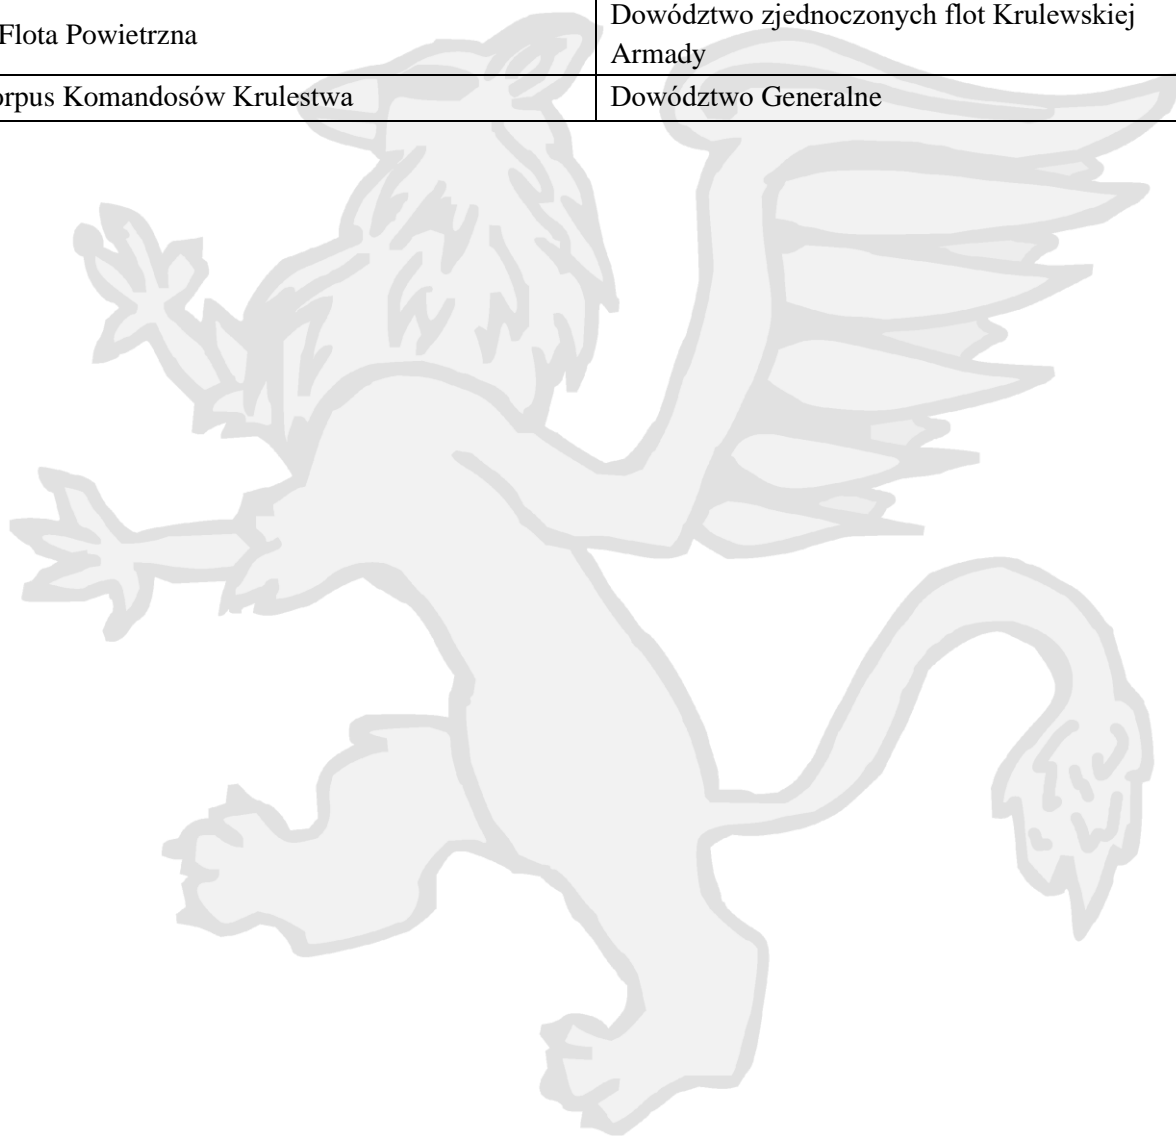 Flota Powietrzna
Dowództwo zjednoczonych flot Krulewskiej
Armady
orpus Komandosów Krulestwa
Dowództwo Generalne